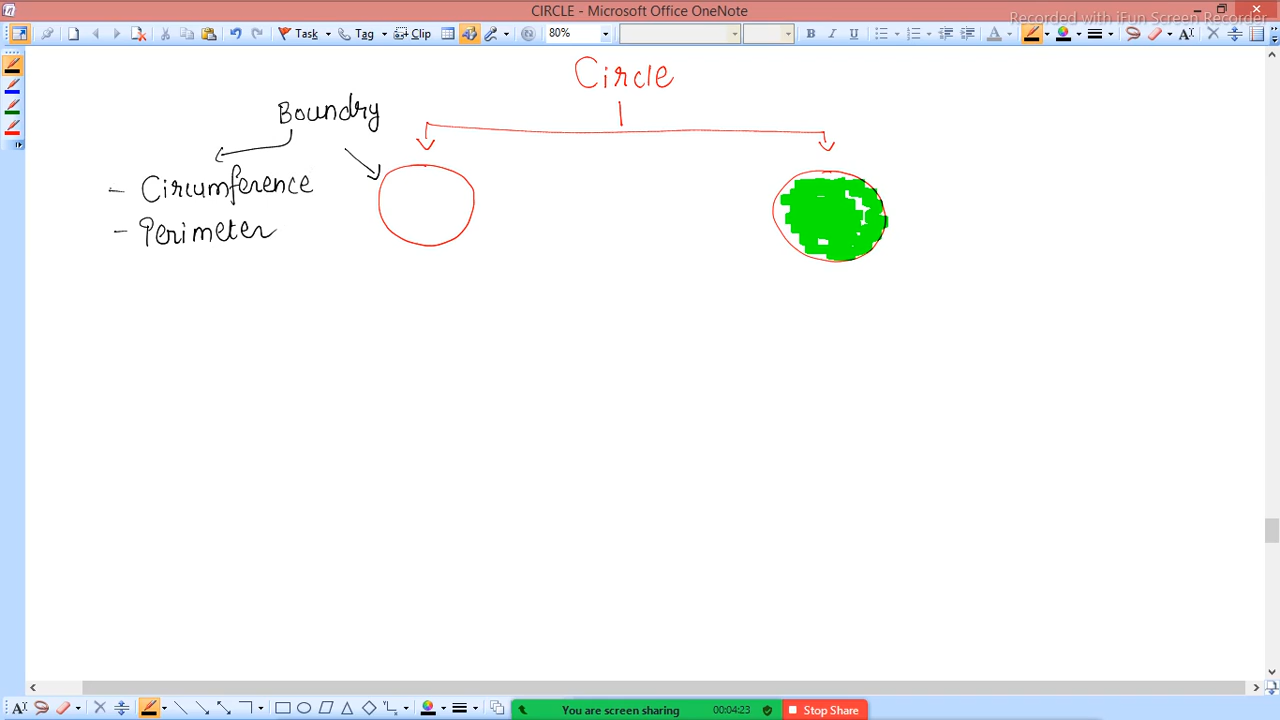 CIRCLE - Microsoft Office OneNote
Recorded with iFun Screen Recorder
Task Tag Clip 80% B I U A
Circle
Boundry
- Circumference
- Perimeter
You are screen sharing 00:04:23 Stop Share